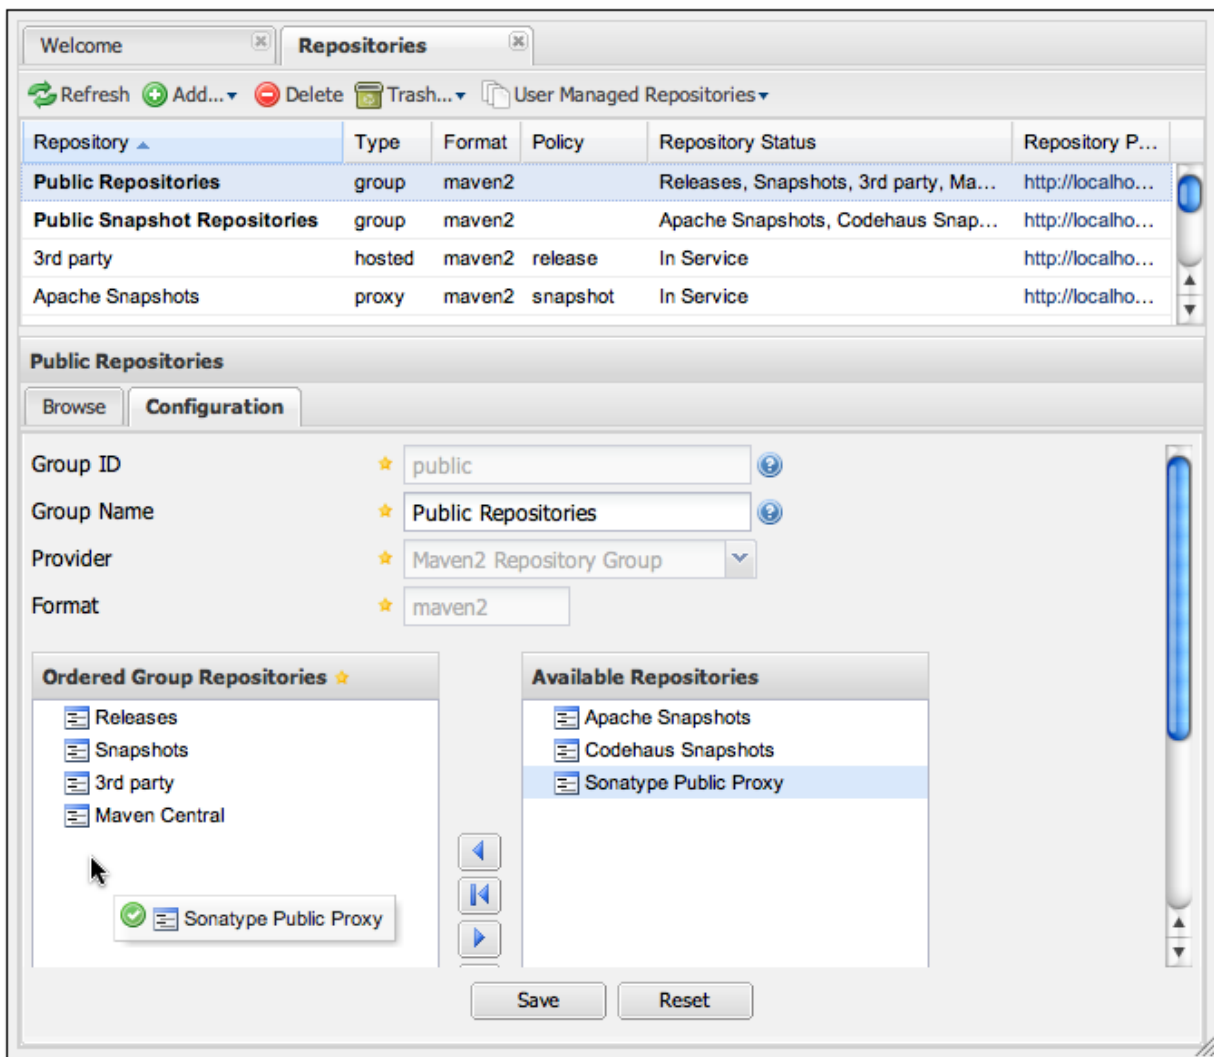 Welcome Repositories
Refresh Add... Delete Trash... User Managed Repositories
Repository Type Format Policy Repository Status Repository P...
Public Repositories group maven2 Releases, Snapshots, 3rd party, Ma... http://localho...
Public Snapshot Repositories group maven2 Apache Snapshots, Codehaus Snap... http://localho...
3rd party hosted maven2 release In Service http://localho...
Apache Snapshots proxy maven2 snapshot In Service http://localho...
Public Repositories
Browse Configuration
Group ID public
Group Name Public Repositories
Provider Maven2 Repository Group
Format maven2
Ordered Group Repositories Available Repositories
Releases Apache Snapshots
Snapshots Codehaus Snapshots
3rd party Sonatype Public Proxy
Maven Central
Sonatype Public Proxy
Save Reset